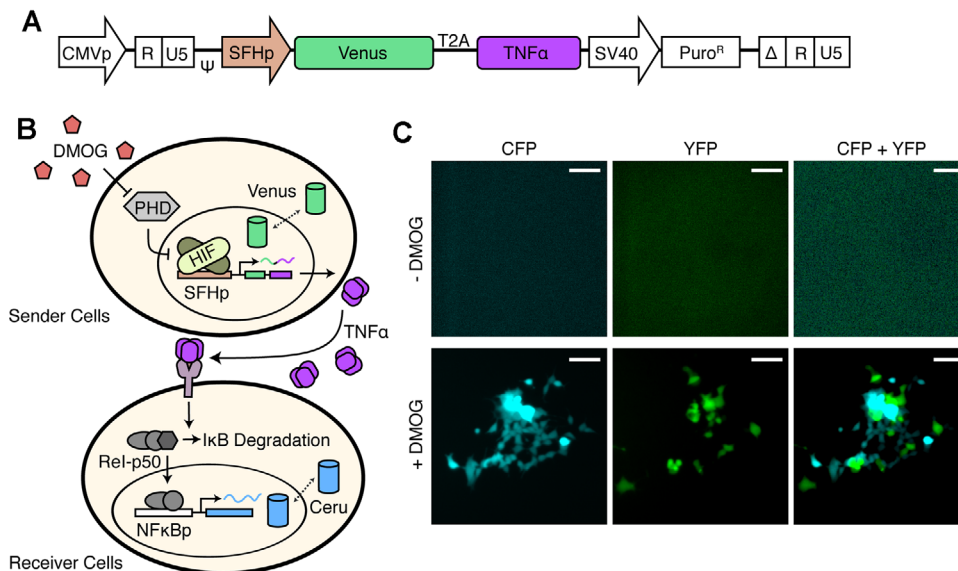 A
CMVp
R
U5
Ψ
SFHp
Venus
T2A
TNFα
SV40
Puroᴿ
Δ
R
U5
B
DMOG
PHD
Venus
HIF
SFHp
Sender Cells
TNFα
IκB Degradation
Rel-p50
NFκBp
Ceru
Receiver Cells
C
CFP
YFP
CFP + YFP
- DMOG
+ DMOG